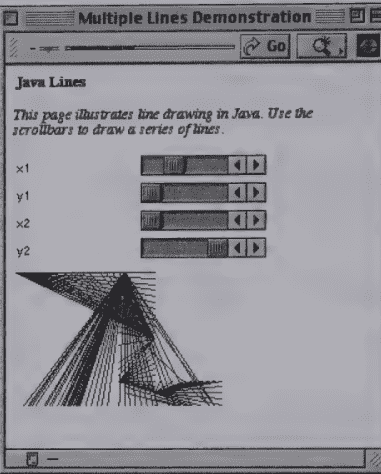 Multiple Lines Demonstration
Go
Java Lines
This page illustrates line drawing in Java. Use the
scrollbars to draw a series of lines.
x1
y1
x2
y2